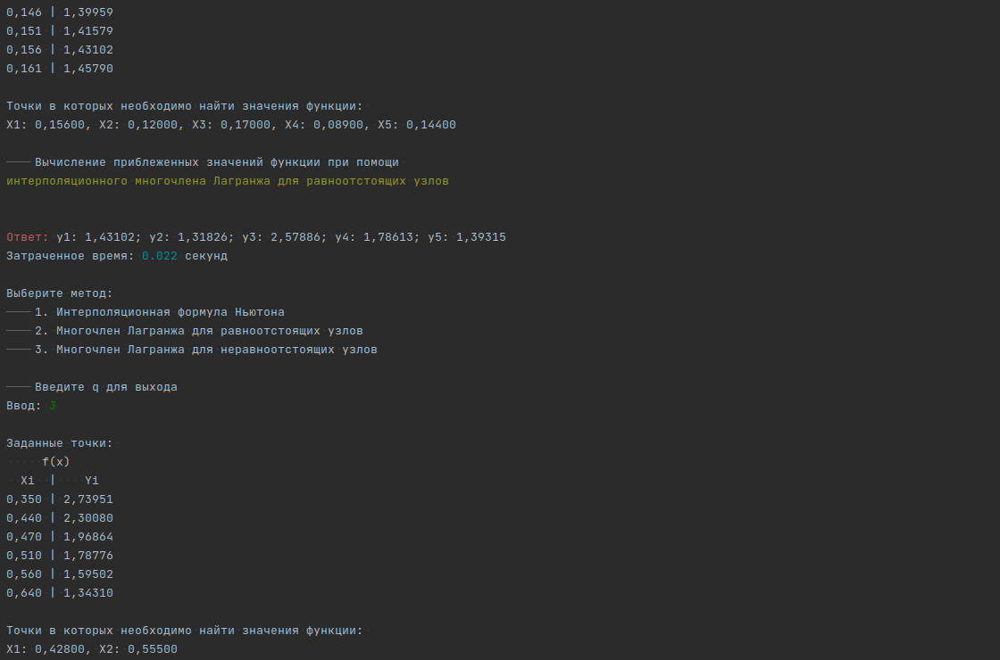 0,146 | 1,39959
0,151 | 1,41579
0,156 | 1,43102
0,161 | 1,45790
Точки в которых необходимо найти значения функции:
X1: 0,15600, X2: 0,12000, X3: 0,17000, X4: 0,08900, X5: 0,14400
Вычисление приблеженных значений функции при помощи
интерполяционного многочлена Лагранжа для равноотстоящих узлов
Ответ: y1: 1,43102; y2: 1,31826; y3: 2,57886; y4: 1,78613; y5: 1,39315
Затраченное время: 0.022 секунд
Выберите метод:
1. Интерполяционная формула Ньютона
2. Многочлен Лагранжа для равноотстоящих узлов
3. Многочлен Лагранжа для неравноотстоящих узлов
Введите q для выхода
Ввод: 3
Заданные точки:
f(x)
Xi | Yi
0,350 | 2,73951
0,440 | 2,30080
0,470 | 1,96864
0,510 | 1,78776
0,560 | 1,59502
0,640 | 1,34310
Точки в которых необходимо найти значения функции:
X1: 0,42800, X2: 0,55500